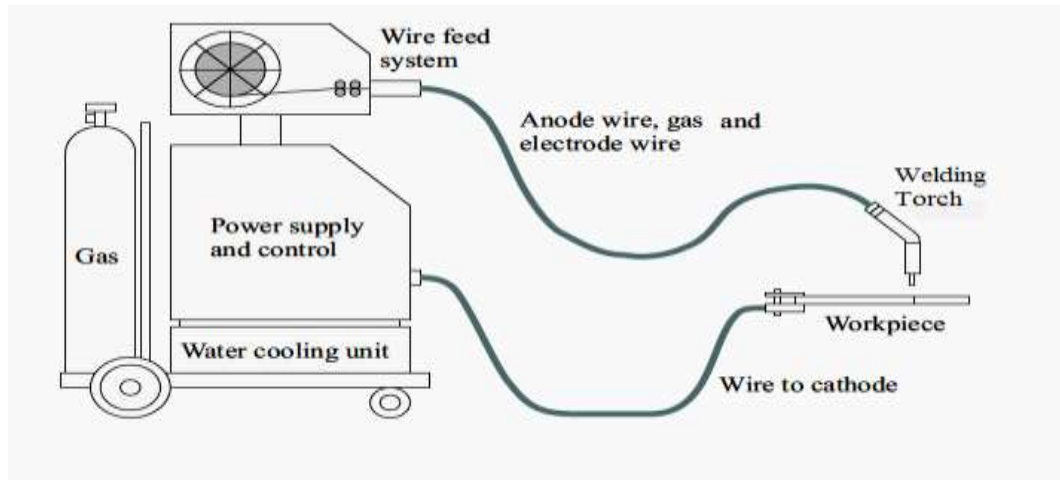 Wire feed
system
Anode wire, gas and
electrode wire
Welding
Torch
Gas
Power supply
and control
Workpiece
Water cooling unit
Wire to cathode